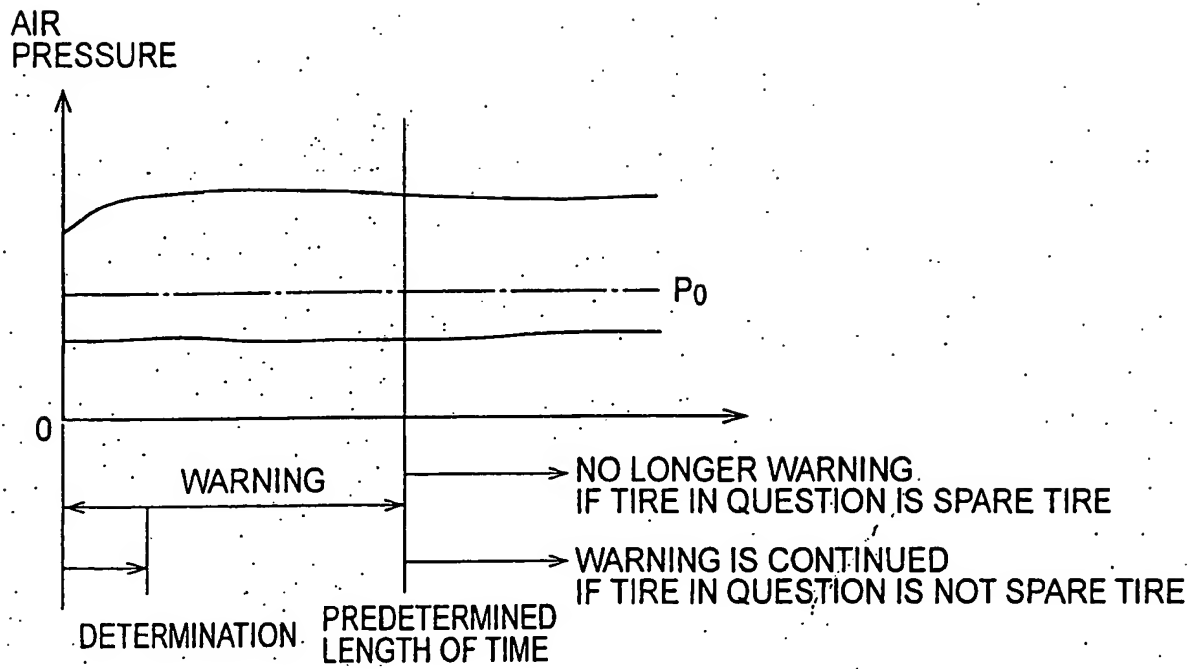 AIR
PRESSURE
P0
0
WARNING
NO LONGER WARNING
IF TIRE IN QUESTION IS SPARE TIRE
WARNING IS CONTINUED
IF TIRE IN QUESTION IS NOT SPARE TIRE
DETERMINATION
PREDETERMINED
LENGTH OF TIME